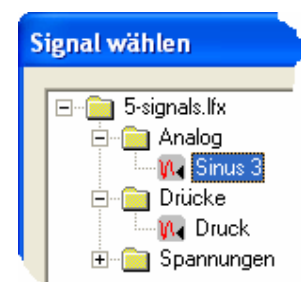 Signal wählen
5-signals.lfx
Analog
Sinus 3
Drücke
Druck
Spannungen